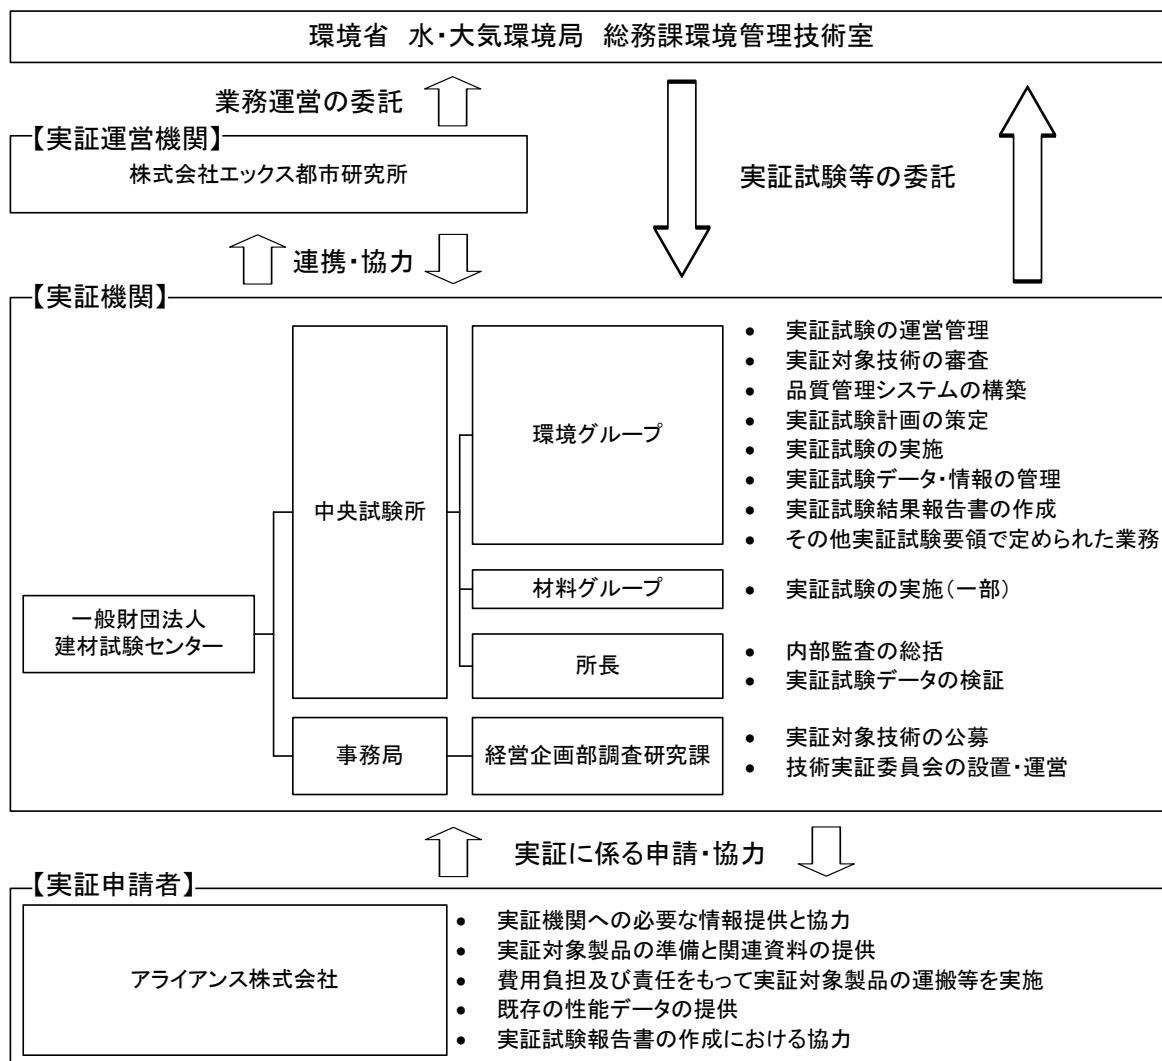 環境省 水・大気環境局 総務課環境管理技術室
業務運営の委託
【実証運営機関】
株式会社エックス都市研究所
実証試験等の委託
連携・協力
【実証機関】
一般財団法人
建材試験センター
中央試験所
環境グループ
• 実証試験の運営管理
• 実証対象技術の審査
• 品質管理システムの構築
• 実証試験計画の策定
• 実証試験の実施
• 実証試験データ・情報の管理
• 実証試験結果報告書の作成
• その他実証試験要領で定められた業務
材料グループ
• 実証試験の実施(一部)
所長
• 内部監査の総括
• 実証試験データの検証
事務局
経営企画部調査研究課
• 実証対象技術の公募
• 技術実証委員会の設置・運営
実証に係る申請・協力
【実証申請者】
アライアンス株式会社
• 実証機関への必要な情報提供と協力
• 実証対象製品の準備と関連資料の提供
• 費用負担及び責任をもって実証対象製品の運搬等を実施
• 既存の性能データの提供
• 実証試験報告書の作成における協力